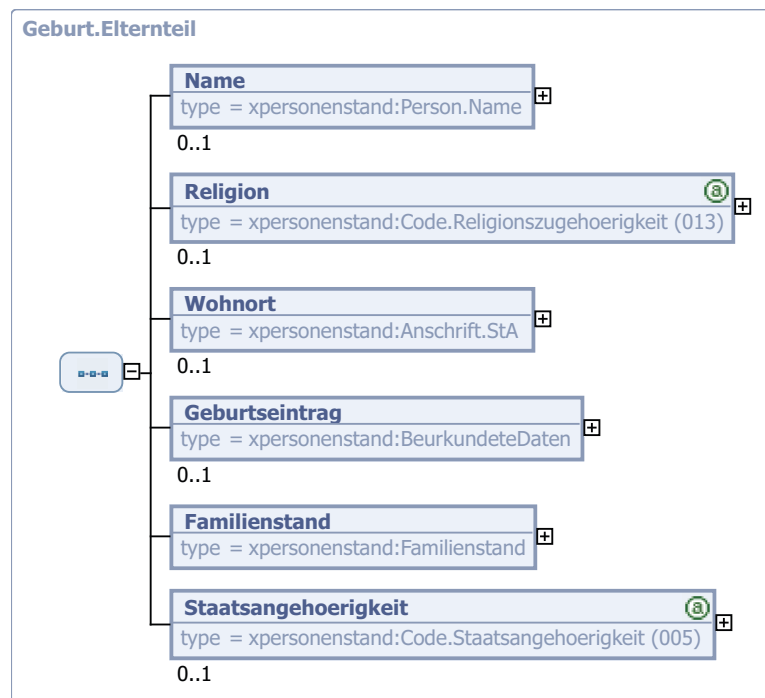 Geburt.Elternteil
Name
type = xpersonenstand:Person.Name
0..1
Religion
a
type = xpersonenstand:Code.Religionszugehoerigkeit (013)
0..1
Wohnort
type = xpersonenstand:Anschrift.StA
0..1
Geburtseintrag
type = xpersonenstand:BeurkundeteDaten
0..1
Familienstand
type = xpersonenstand:Familienstand
Staatsangehoerigkeit
a
type = xpersonenstand:Code.Staatsangehoerigkeit (005)
0..1